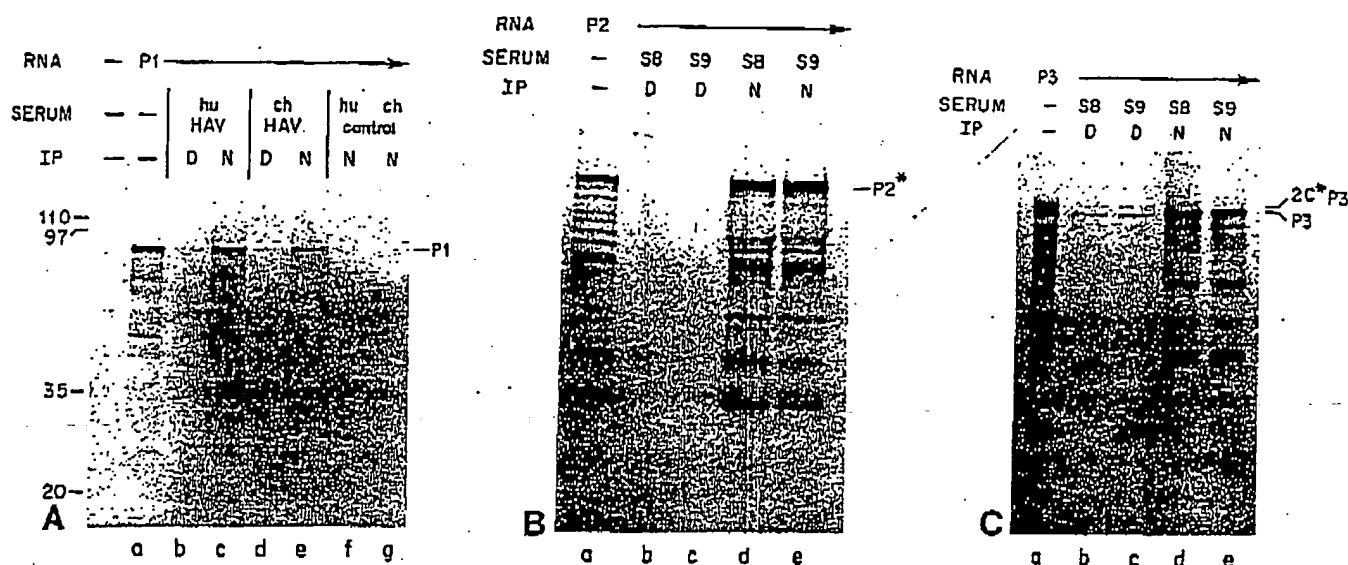 RNA – P1
SERUM – – hu HAV ch HAV. hu ch control
IP – – D N D N N N
110
97
35
20
P1
A
a b c d e f g
RNA P2
SERUM – S8 S9 S8 S9
IP – D D N N
P2*
B
a b c d e
RNA P3
SERUM – S8 S9 S8 S9
IP – D D N N
2C*P3
P3
C
a b c d e